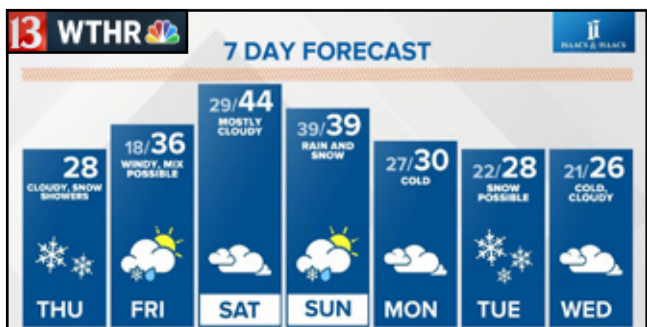 13 WTHR
7 DAY FORECAST
ISAACS & ISAACS
28
CLOUDY, SNOW
SHOWERS
THU
18/36
WINDY, MIX
POSSIBLE
FRI
29/44
MOSTLY
CLOUDY
SAT
39/39
RAIN AND
SNOW
SUN
27/30
COLD
MON
22/28
SNOW
POSSIBLE
TUE
21/26
COLD,
CLOUDY
WED